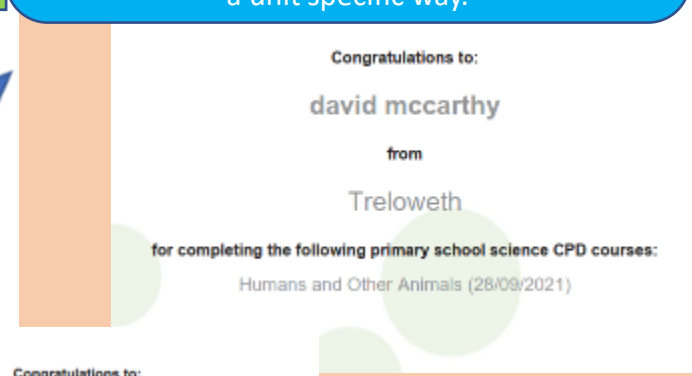 a unit specific way.
Congratulations to:
david mccarthy
from
Treloweth
for completing the following primary school science CPD courses:
Humans and Other Animals (28/09/2021)
Congratulations to: